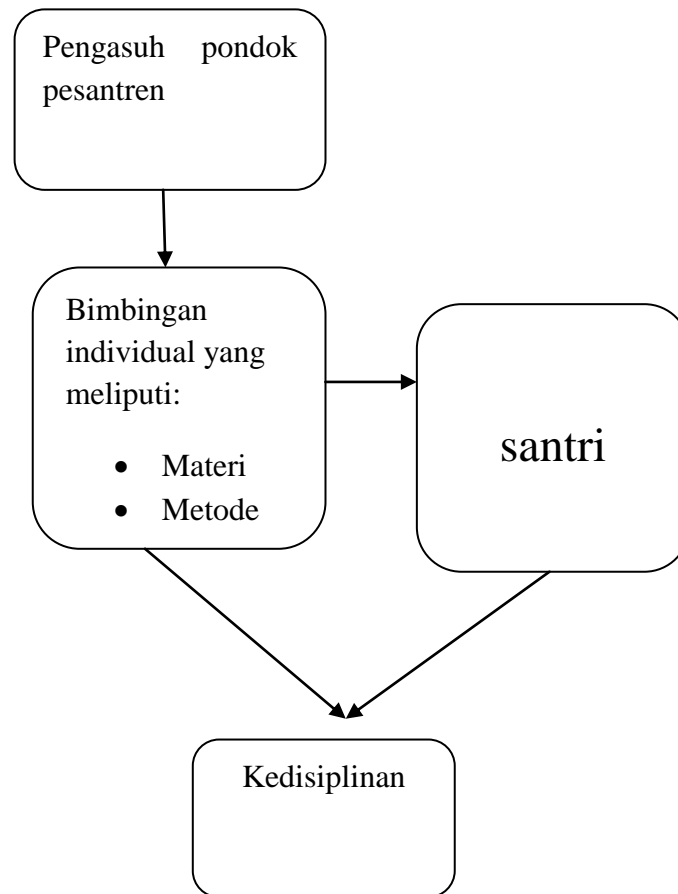 Pengasuh pondok
pesantren
Bimbingan
individual yang
meliputi:
• Materi
• Metode
santri
Kedisiplinan